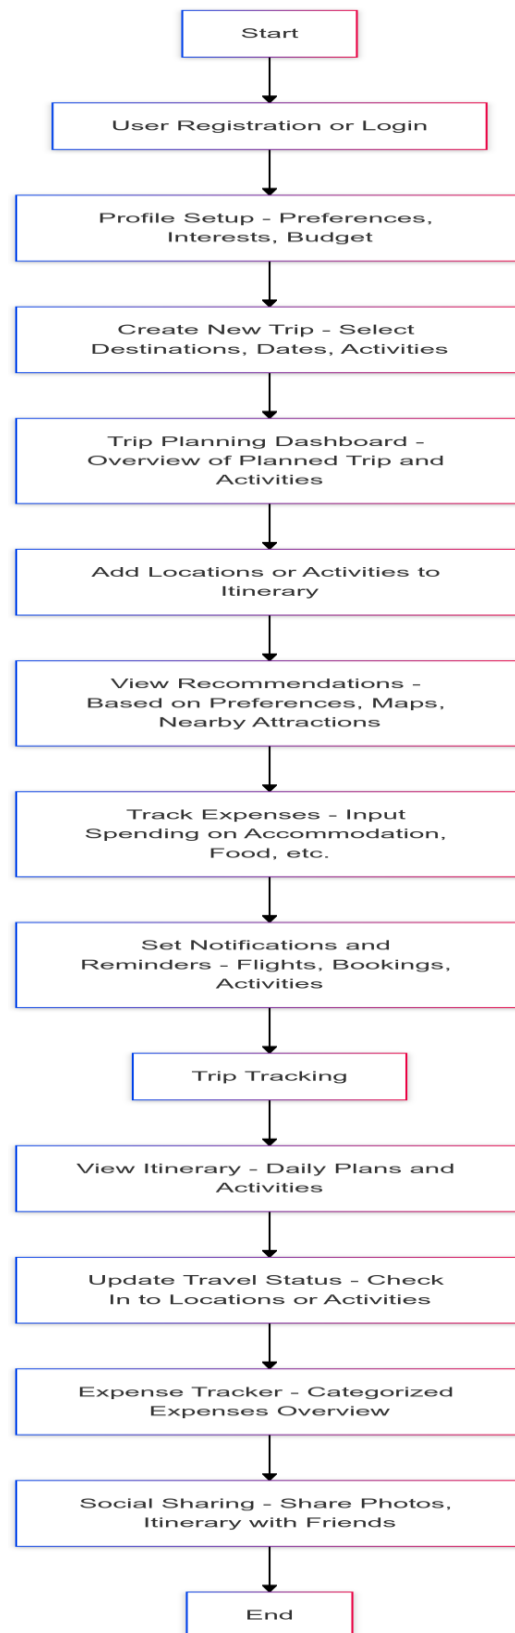 Start
User Registration or Login
Profile Setup - Preferences,
Interests, Budget
Create New Trip - Select
Destinations, Dates, Activities
Trip Planning Dashboard -
Overview of Planned Trip and
Activities
Add Locations or Activities to
Itinerary
View Recommendations -
Based on Preferences, Maps,
Nearby Attractions
Track Expenses - Input
Spending on Accommodation,
Food, etc.
Set Notifications and
Reminders - Flights, Bookings,
Activities
Trip Tracking
View Itinerary - Daily Plans and
Activities
Update Travel Status - Check
In to Locations or Activities
Expense Tracker - Categorized
Expenses Overview
Social Sharing - Share Photos,
Itinerary with Friends
End